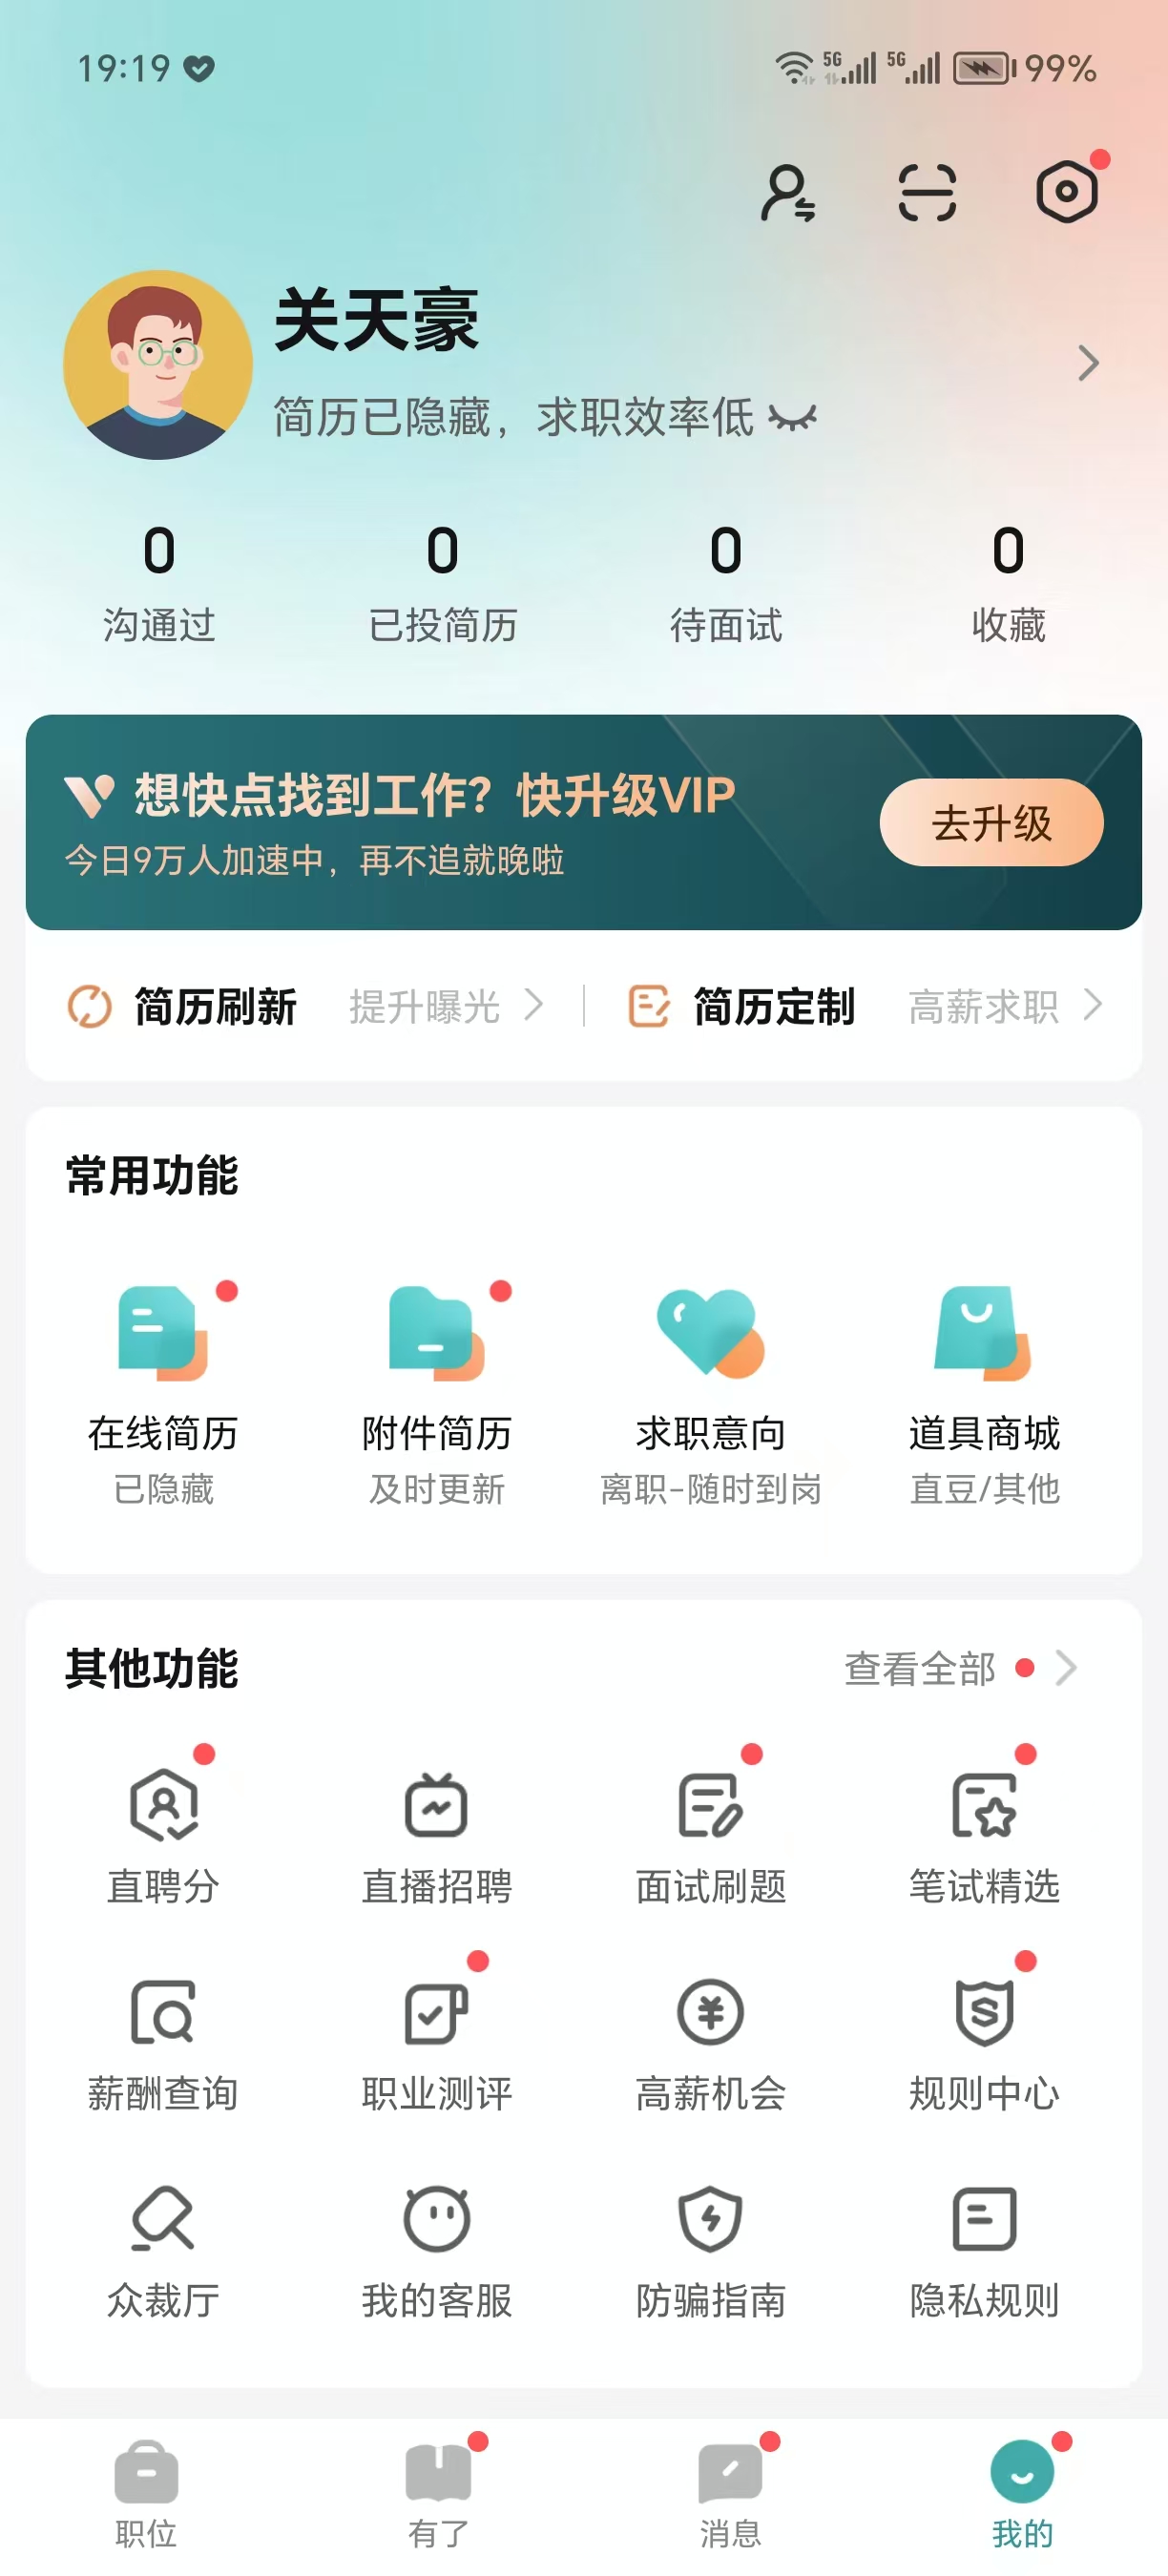 19:19 5G 5G 99%
关天豪
简历已隐藏，求职效率低
0 0 0 0
沟通过 已投简历 待面试 收藏
想快点找到工作？快升级VIP
去升级
今日9万人加速中，再不追就晚啦
简历刷新 提升曝光 简历定制 高薪求职
常用功能
在线简历 附件简历 求职意向 道具商城
已隐藏 及时更新 离职-随时到岗 直豆/其他
其他功能 查看全部
直聘分 直播招聘 面试刷题 笔试精选
薪酬查询 职业测评 高薪机会 规则中心
众裁厅 我的客服 防骗指南 隐私规则
职位 有了 消息 我的